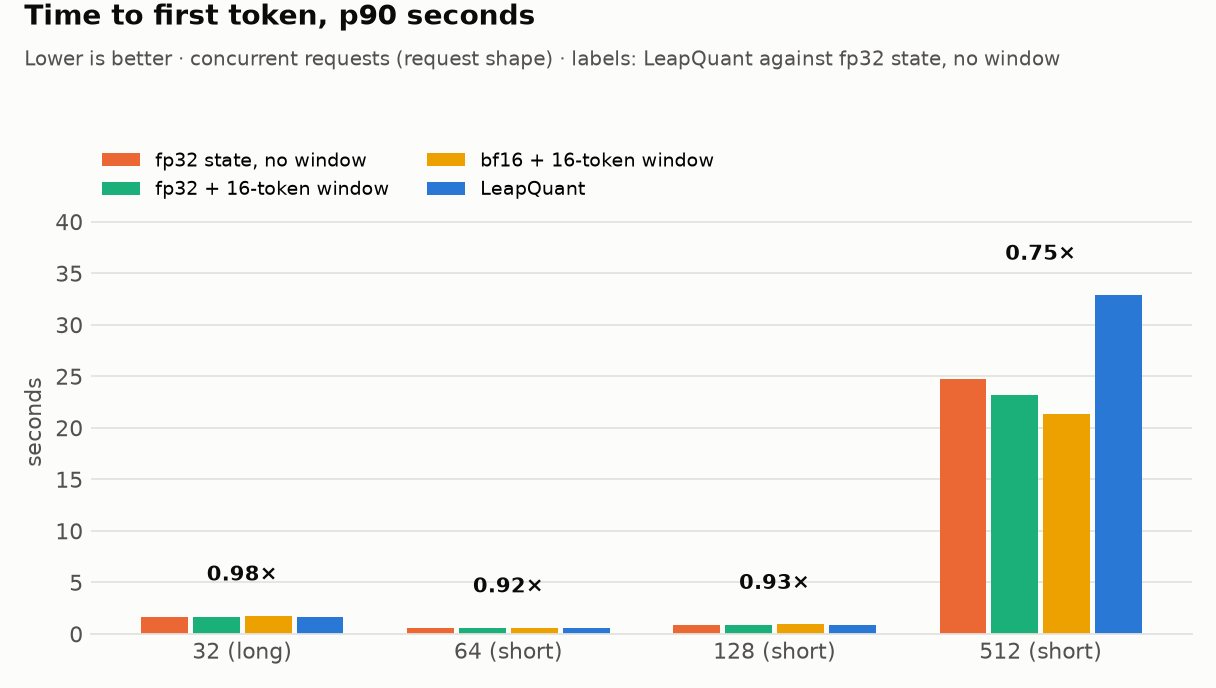 Time to first token, p90 seconds
Lower is better · concurrent requests (request shape) · labels: LeapQuant against fp32 state, no window
fp32 state, no window
bf16 + 16-token window
fp32 + 16-token window
LeapQuant
seconds
40
35
30
25
20
15
10
5
0
0.98×
0.92×
0.93×
0.75×
32 (long)
64 (short)
128 (short)
512 (short)